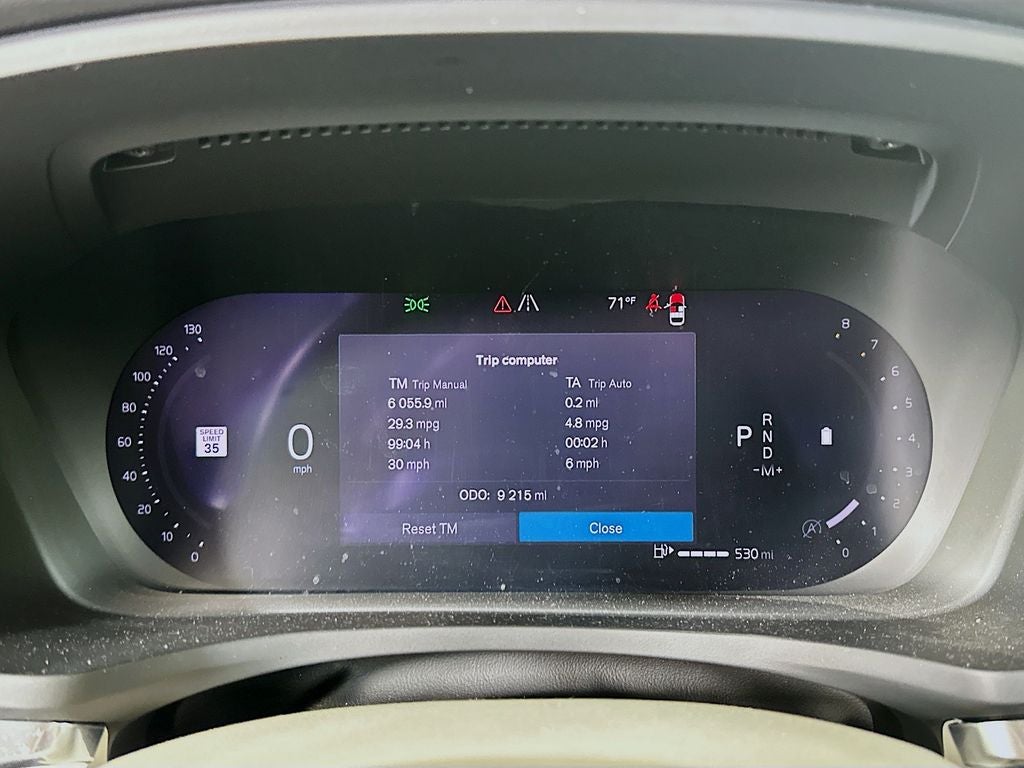 71°F
Trip computer
TM Trip Manual
6 055.9 mi
29.3 mpg
99:04 h
30 mph
TA Trip Auto
0.2 mi
4.8 mpg
00:02 h
6 mph
ODO: 9 215 mi
Reset TM
Close
130
120
100
80
60
40
20
10
0
SPEED
LIMIT
35
0
mph
P
R
N
D
-M+
8
7
6
5
4
3
2
1
0
A
530 mi